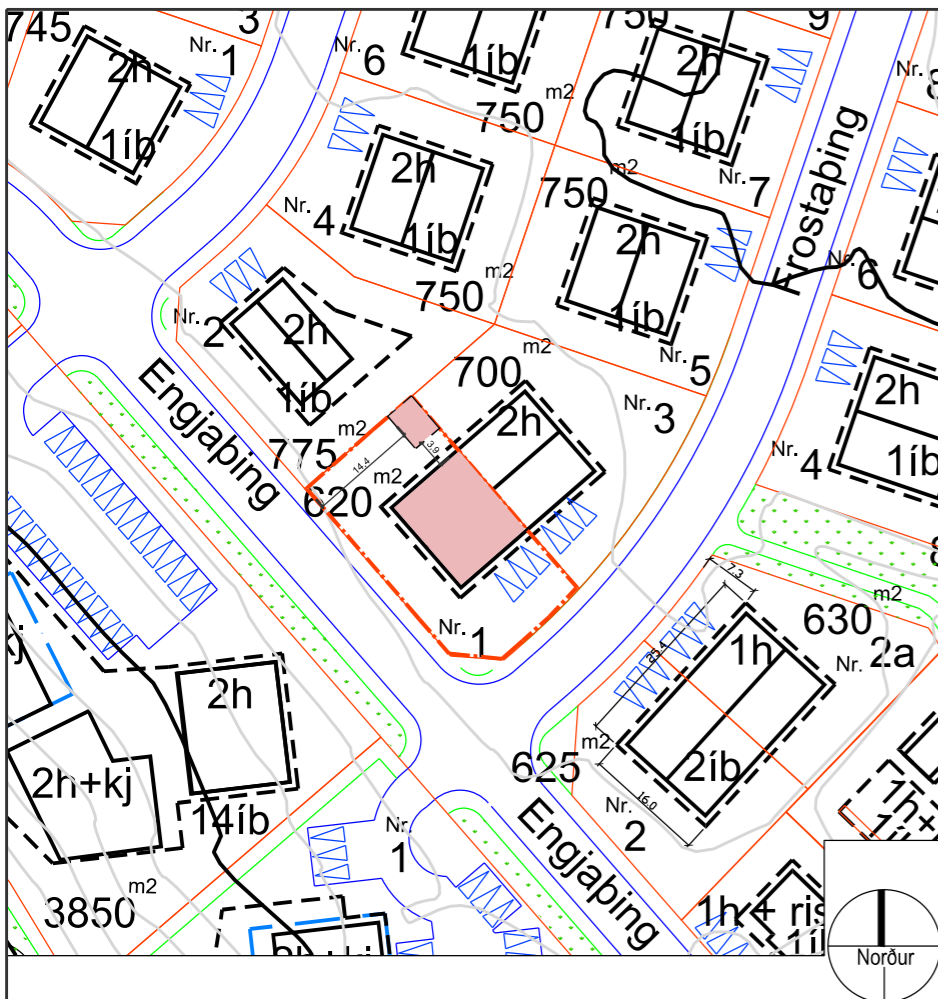 745
3
Nr. 1
2h
1íb
Nr. 6
1íb
750 m2
750
9
2h
1íb
Nr. 7
Nr. 8
Frostaþing
Nr. 4
2h
1íb
750 m2
750 m2
2h
1íb
Nr. 5
Nr. 6
Nr. 2
2h
1íb
775 m2
Engjaþing
700 m2
2h
Nr. 3
14,4
3,9
620 m2
Nr. 1
Nr. 4
2h
1íb
7,3
630 m2
Nr. 2a
25,4
1h
2íb
625 m2
16,0
Nr. 2
Engjaþing
kj
2h
2h+kj
14íb
3850 m2
Nr. 1
1h+
1h + ris
Norður